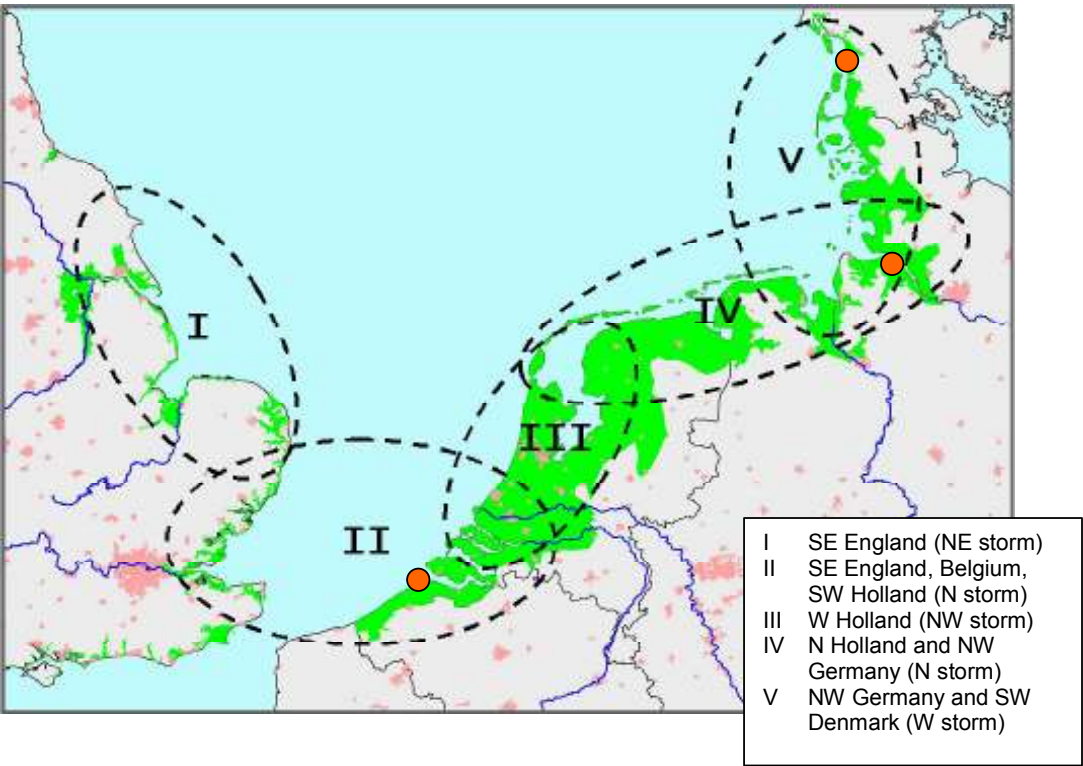 V
I
IV
III
II
I SE England (NE storm)
II SE England, Belgium,
SW Holland (N storm)
III W Holland (NW storm)
IV N Holland and NW
Germany (N storm)
V NW Germany and SW
Denmark (W storm)